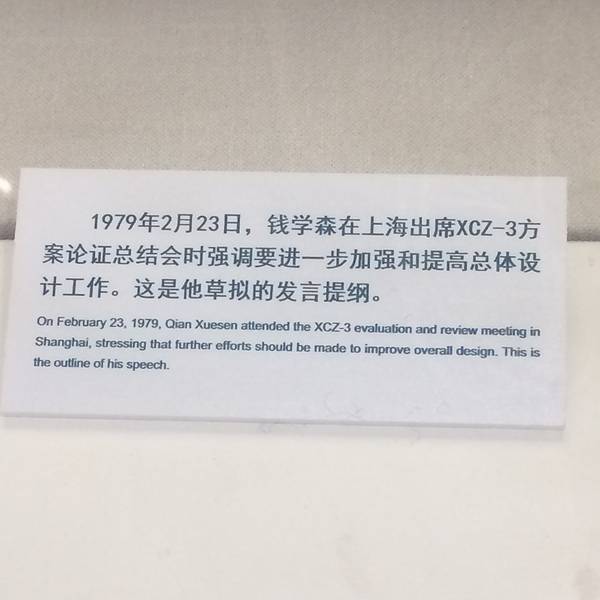 1979年2月23日，钱学森在上海出席XCZ-3方
案论证总结会时强调要进一步加强和提高总体设
计工作。这是他草拟的发言提纲。
On February 23, 1979, Qian Xuesen attended the XCZ-3 evaluation and review meeting in
Shanghai, stressing that further efforts should be made to improve overall design. This is
the outline of his speech.